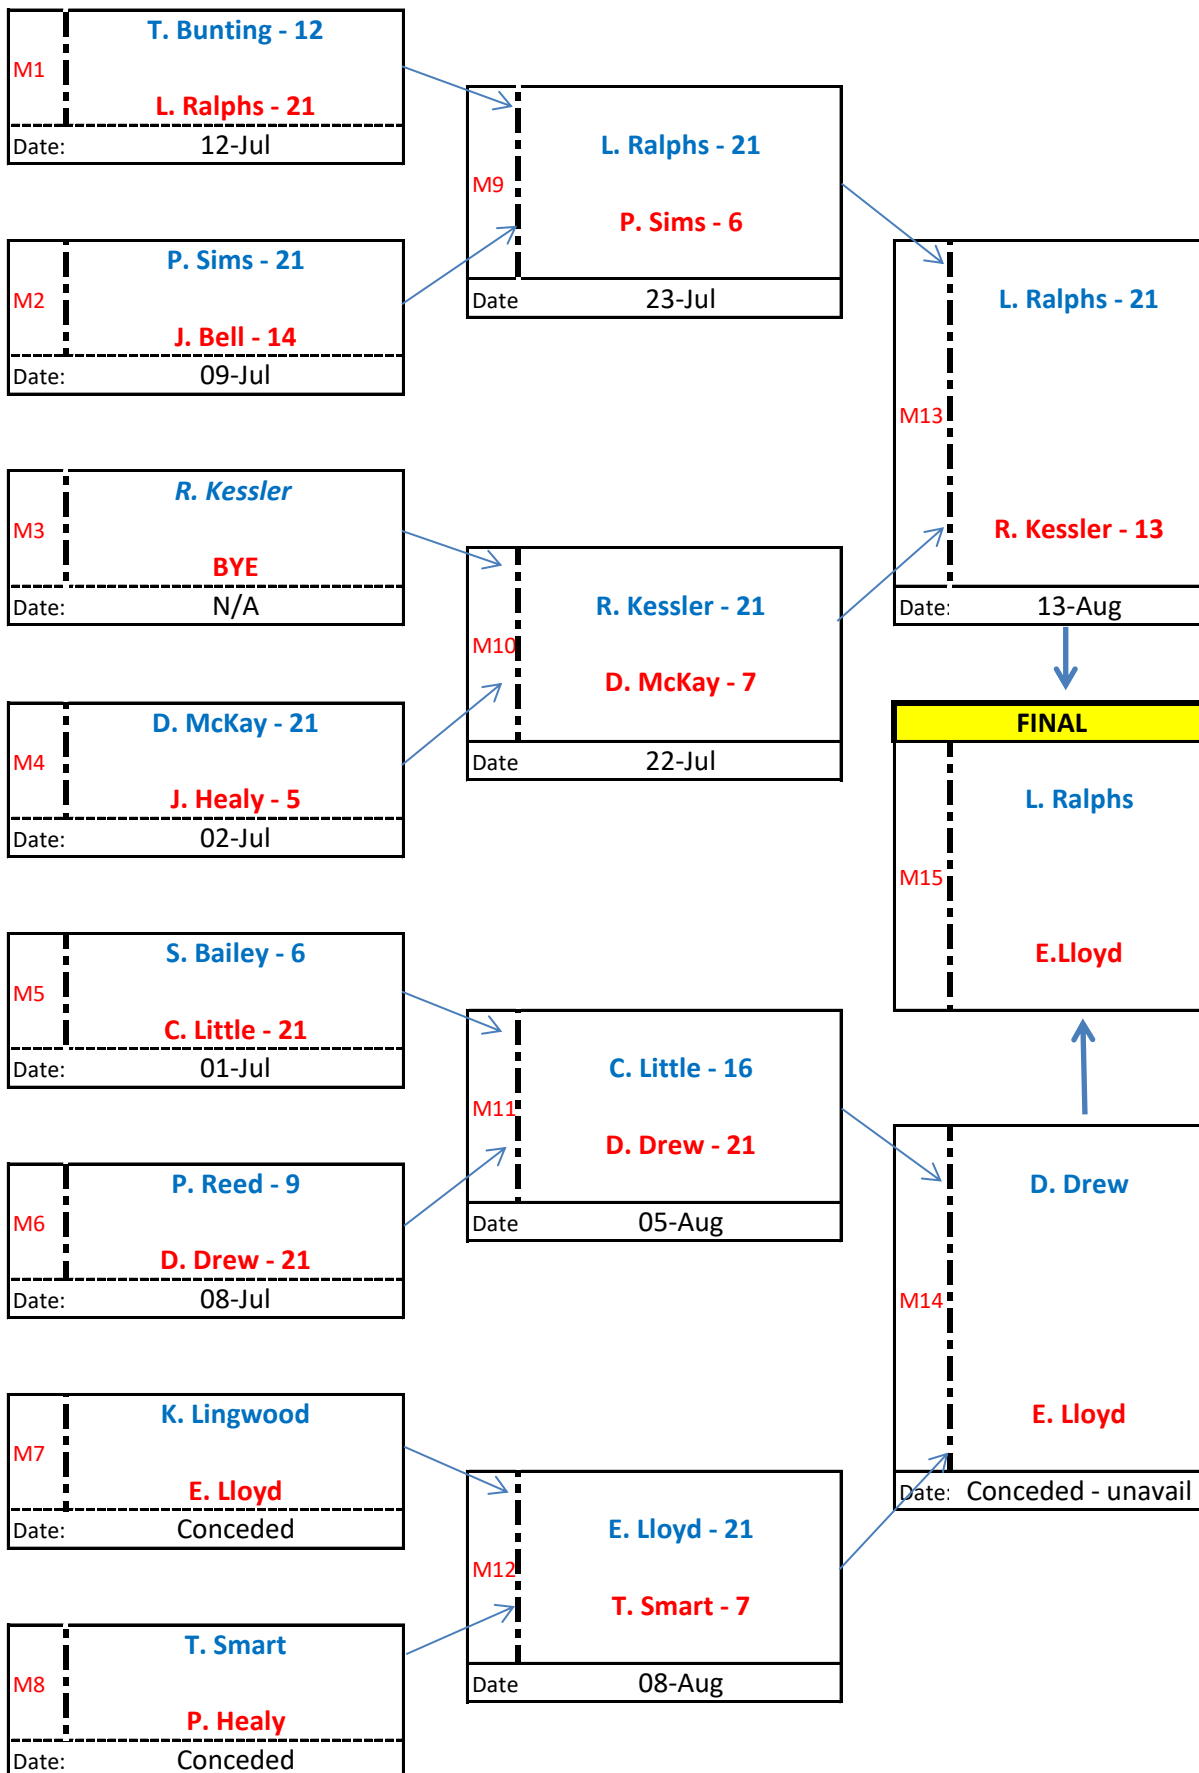 T. Bunting - 12
M1
L. Ralphs - 21
Date: 12-Jul
P. Sims - 21
M2
J. Bell - 14
Date: 09-Jul
R. Kessler
M3
BYE
Date: N/A
D. McKay - 21
M4
J. Healy - 5
Date: 02-Jul
S. Bailey - 6
M5
C. Little - 21
Date: 01-Jul
P. Reed - 9
M6
D. Drew - 21
Date: 08-Jul
K. Lingwood
M7
E. Lloyd
Date: Conceded
T. Smart
M8
P. Healy
Date: Conceded
L. Ralphs - 21
M9
P. Sims - 6
Date 23-Jul
R. Kessler - 21
M10
D. McKay - 7
Date 22-Jul
C. Little - 16
M11
D. Drew - 21
Date 05-Aug
E. Lloyd - 21
M12
T. Smart - 7
Date 08-Aug
L. Ralphs - 21
M13
R. Kessler - 13
Date: 13-Aug
FINAL
L. Ralphs
M15
E.Lloyd
D. Drew
M14
E. Lloyd
Date: Conceded - unavail